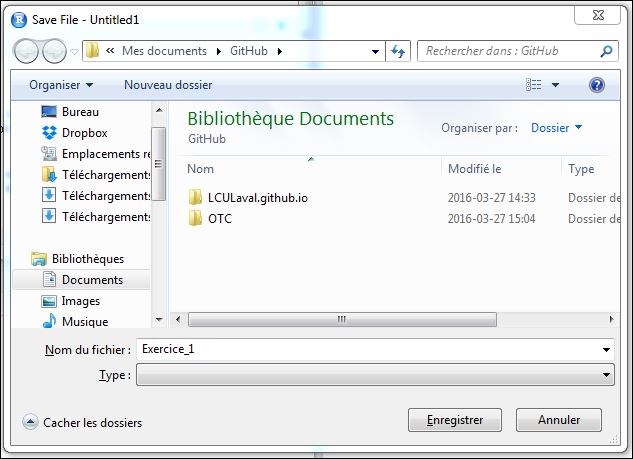 Save File - Untitled1
« Mes documents GitHub
Rechercher dans : GitHub
Organiser Nouveau dossier
Bureau
Dropbox
Emplacements re
Téléchargements
Téléchargements
Téléchargements
Bibliothèques
Documents
Images
Musique
Bibliothèque Documents
GitHub
Organiser par : Dossier
Nom Modifié le Type
LCULaval.github.io 2016-03-27 14:33 Dossier de
OTC 2016-03-27 15:04 Dossier de
Nom du fichier : Exercice_1
Type :
Cacher les dossiers
Enregistrer Annuler